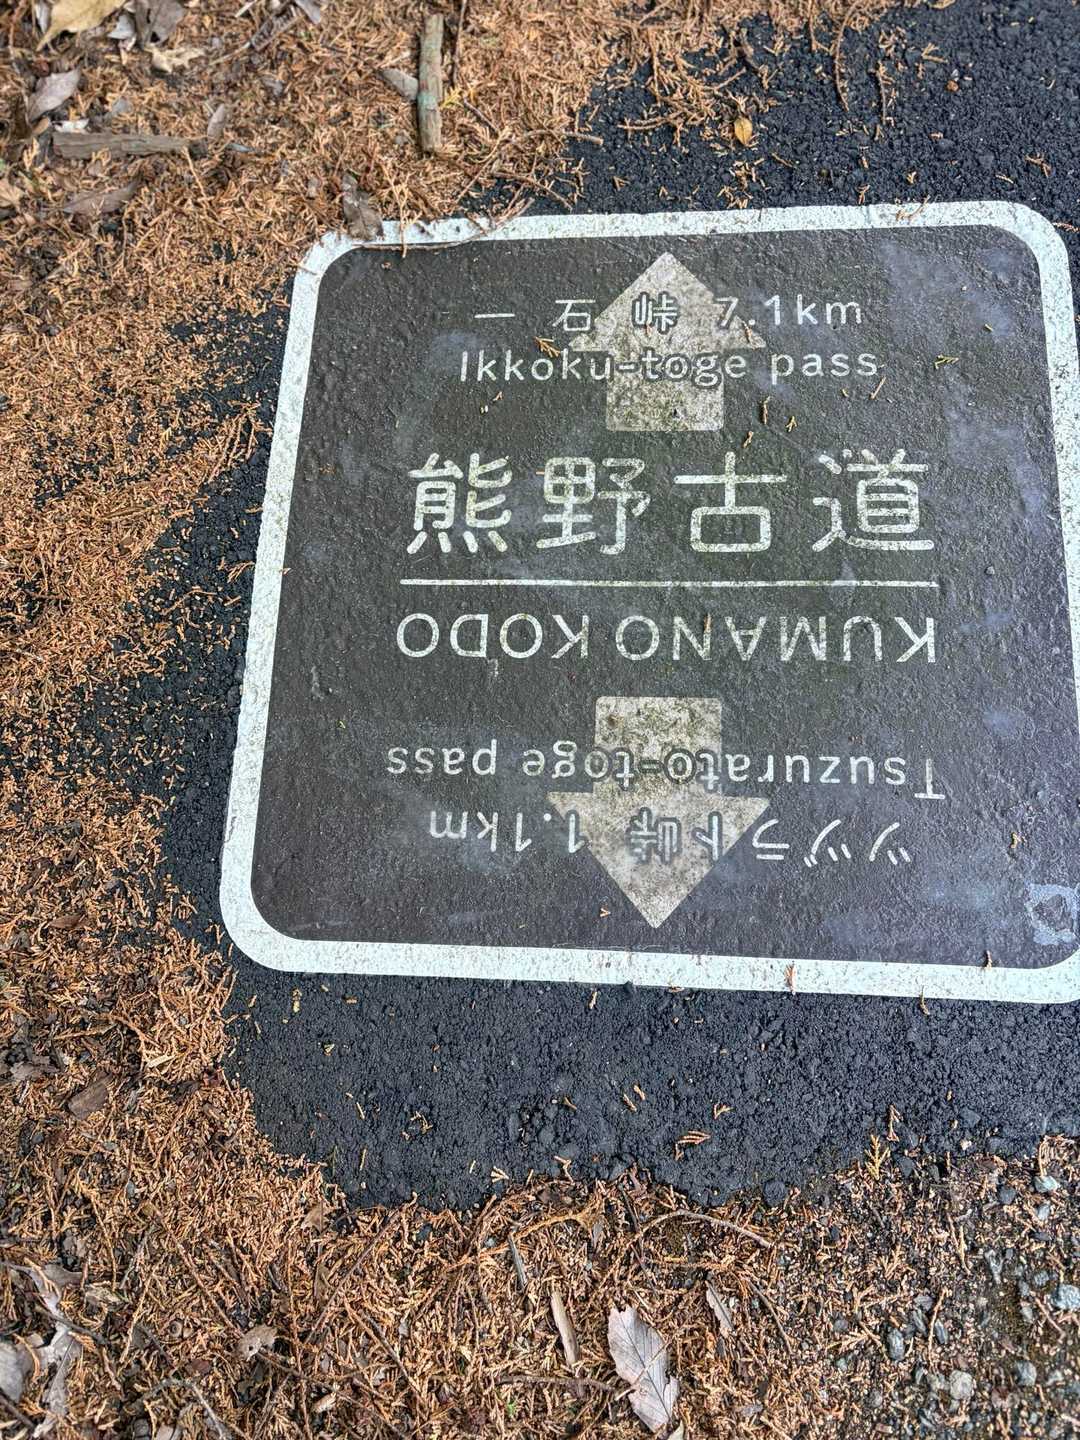 一石峠 7.1km
Ikkoku-toge pass
熊野古道
KUMANO KODO
Tsuzurato-toge pass
ツヅラト峠 1.1km